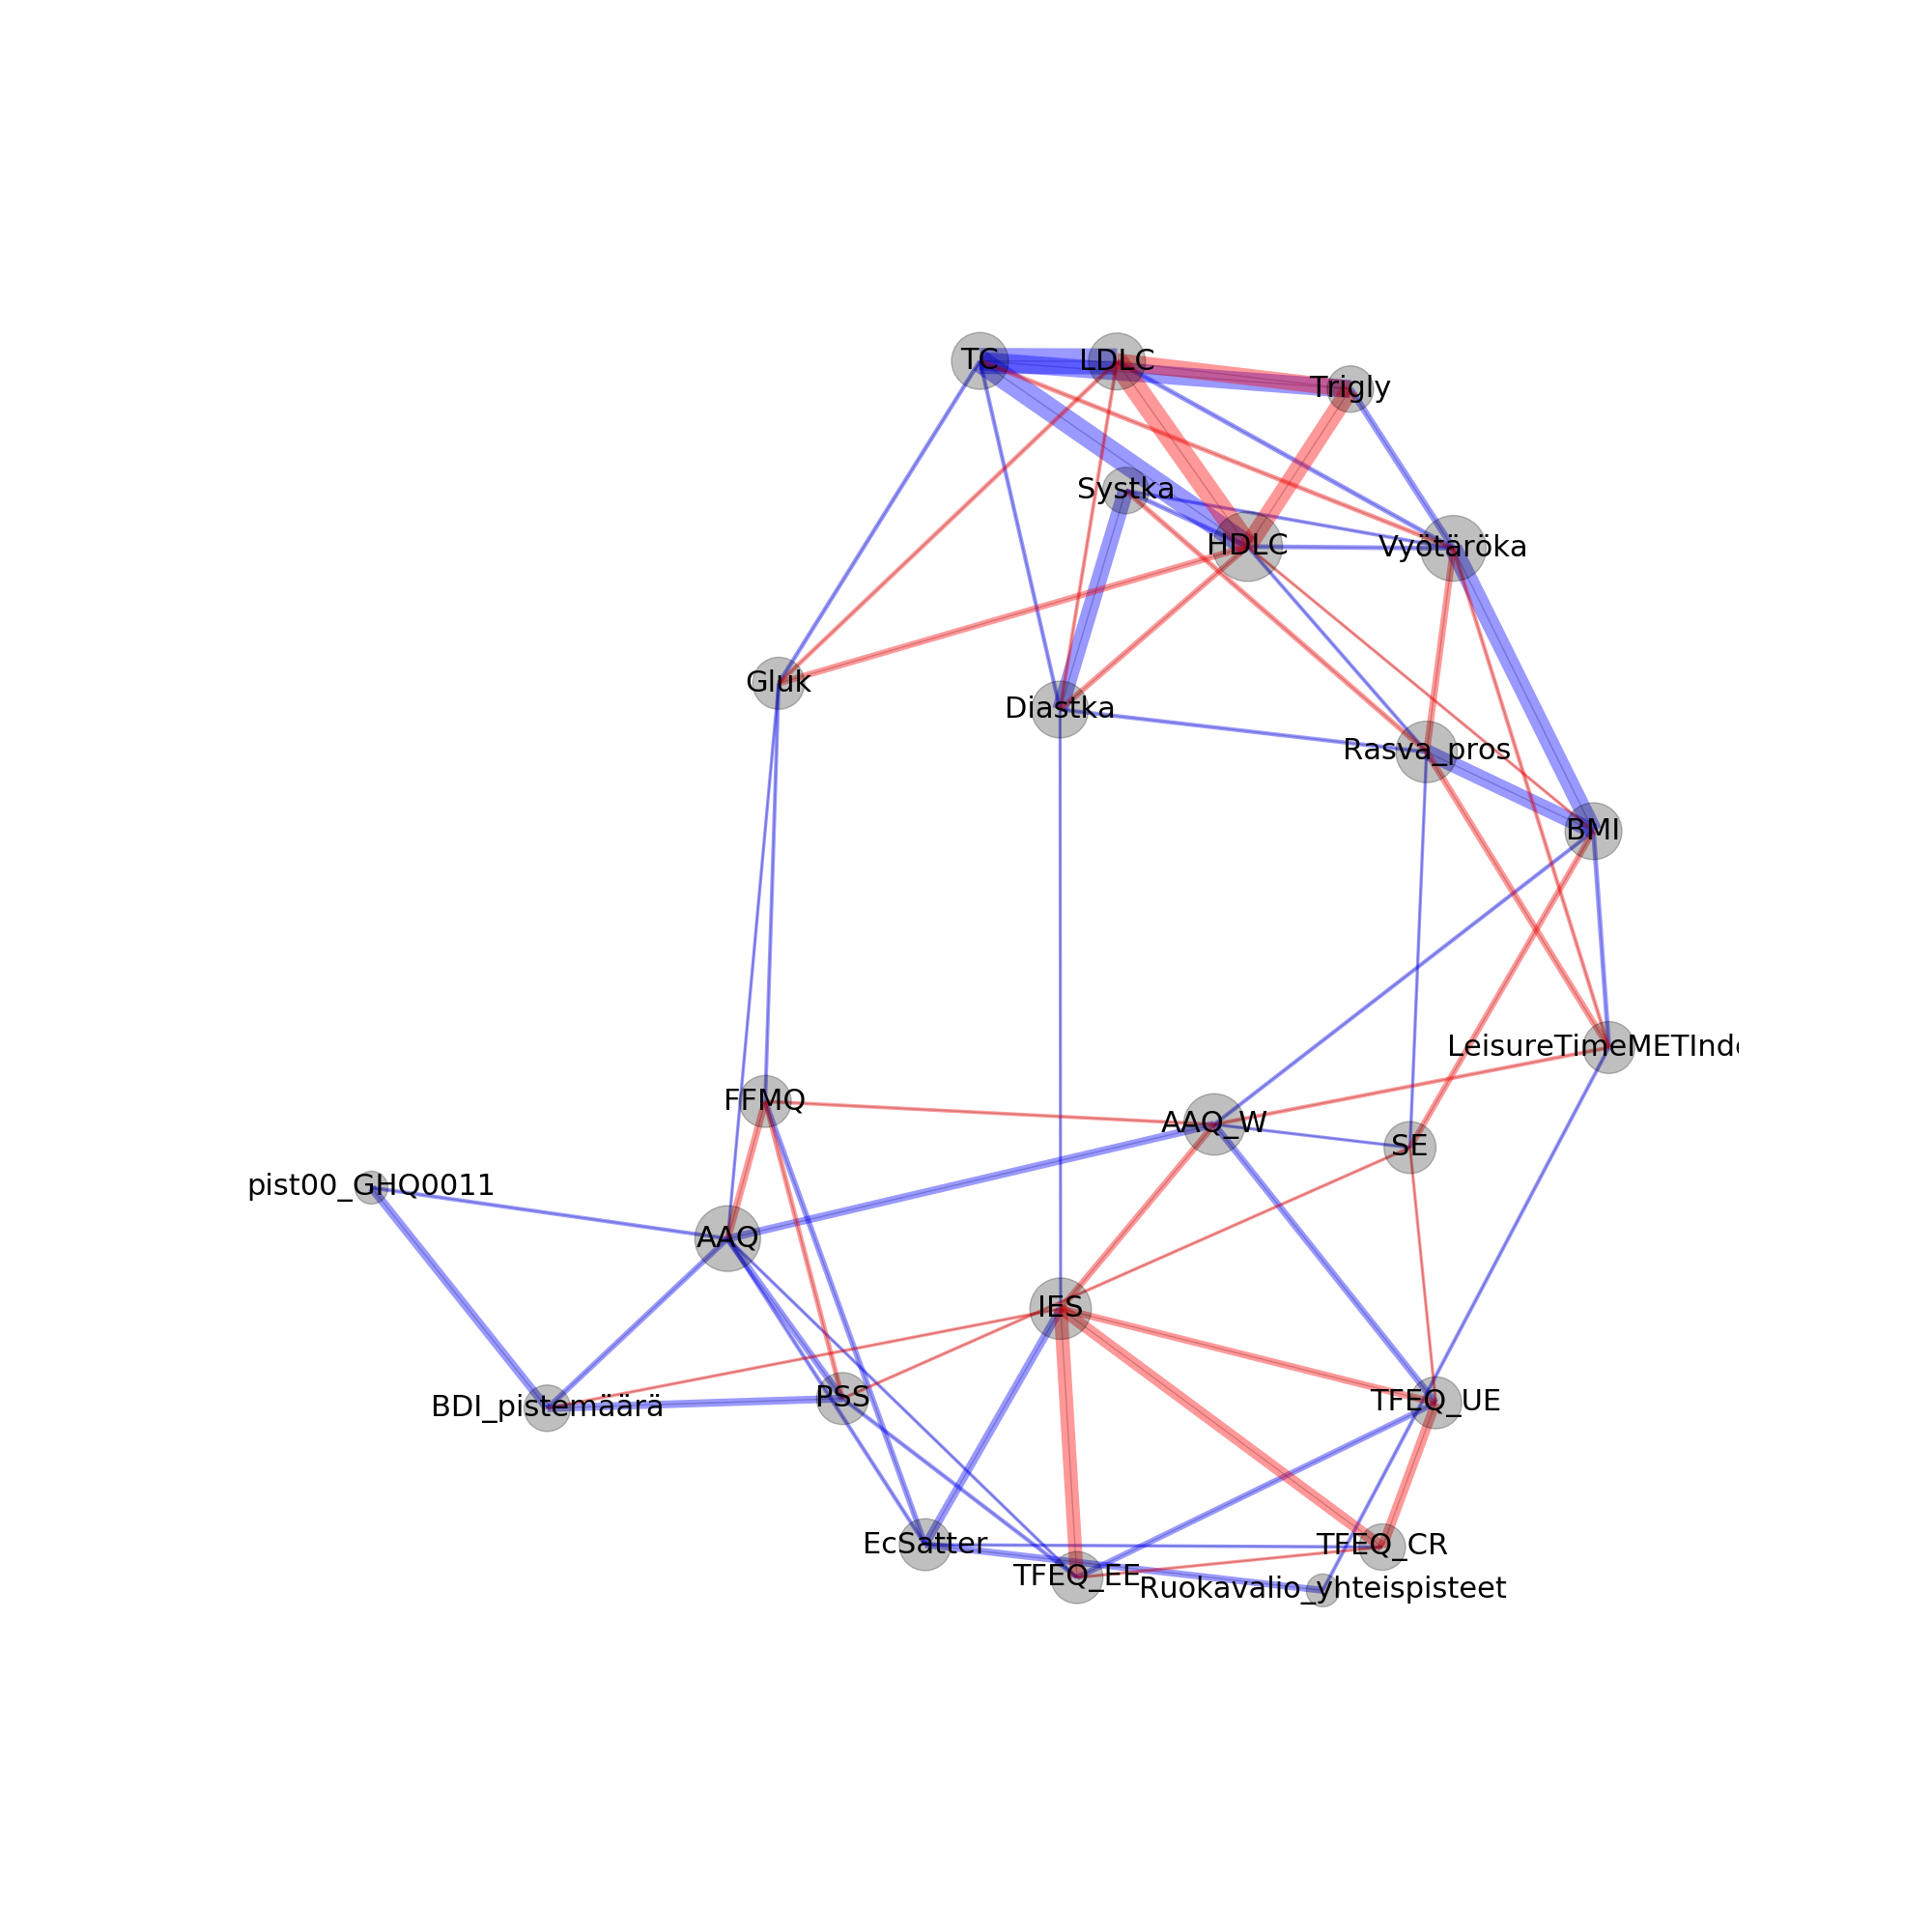 TC
LDLC
Trigly
Systka
HDLC
Vyötäröka
Gluk
Diastka
Rasva_pros
BMI
LeisureTimeMETInd
FFMQ
AAQ_W
SE
pist00_GHQ0011
AAQ
IES
BDI_pistemäärä
PSS
TFEQ_UE
EcSatter
TFEQ_CR
TFEQ_EE
Ruokavalio_yhteispisteet